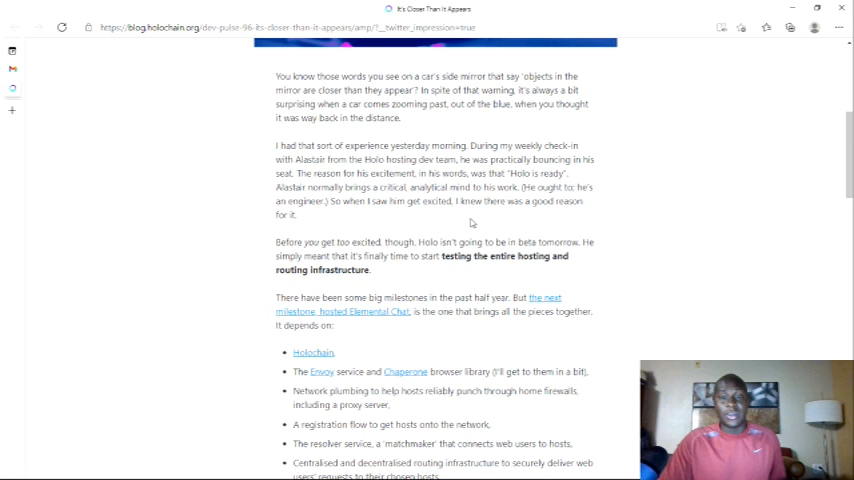 It's Closer Than It Appears
https://blog.holochain.org/dev-pulse-96-its-closer-than-it-appears/amp/?__twitter_impression=true
You know those words you see on a car's side mirror that say 'objects in the
mirror are closer than they appear'? In spite of that warning, it's always a bit
surprising when a car comes zooming past, out of the blue, when you thought
it was way back in the distance.
I had that sort of experience yesterday morning. During my weekly check-in
with Alastair from the Holo hosting dev team, he was practically bouncing in his
seat. The reason for his excitement, in his words, was that "Holo is ready".
Alastair normally brings a critical, analytical mind to his work. (He ought to; he's
an engineer.) So when I saw him get excited, I knew there was a good reason
for it.
Before you get too excited, though, Holo isn't going to be in beta tomorrow. He
simply meant that it's finally time to start testing the entire hosting and
routing infrastructure.
There have been some big milestones in the past half year. But the next
milestone, hosted Elemental Chat, is the one that brings all the pieces together.
It depends on:
• Holochain,
• The Envoy service and Chaperone browser library (I'll get to them in a bit),
• Network plumbing to help hosts reliably punch through home firewalls,
including a proxy server,
• A registration flow to get hosts onto the network,
• The resolver service, a 'matchmaker' that connects web users to hosts,
• Centralised and decentralised routing infrastructure to securely deliver web
users' requests to their chosen hosts,